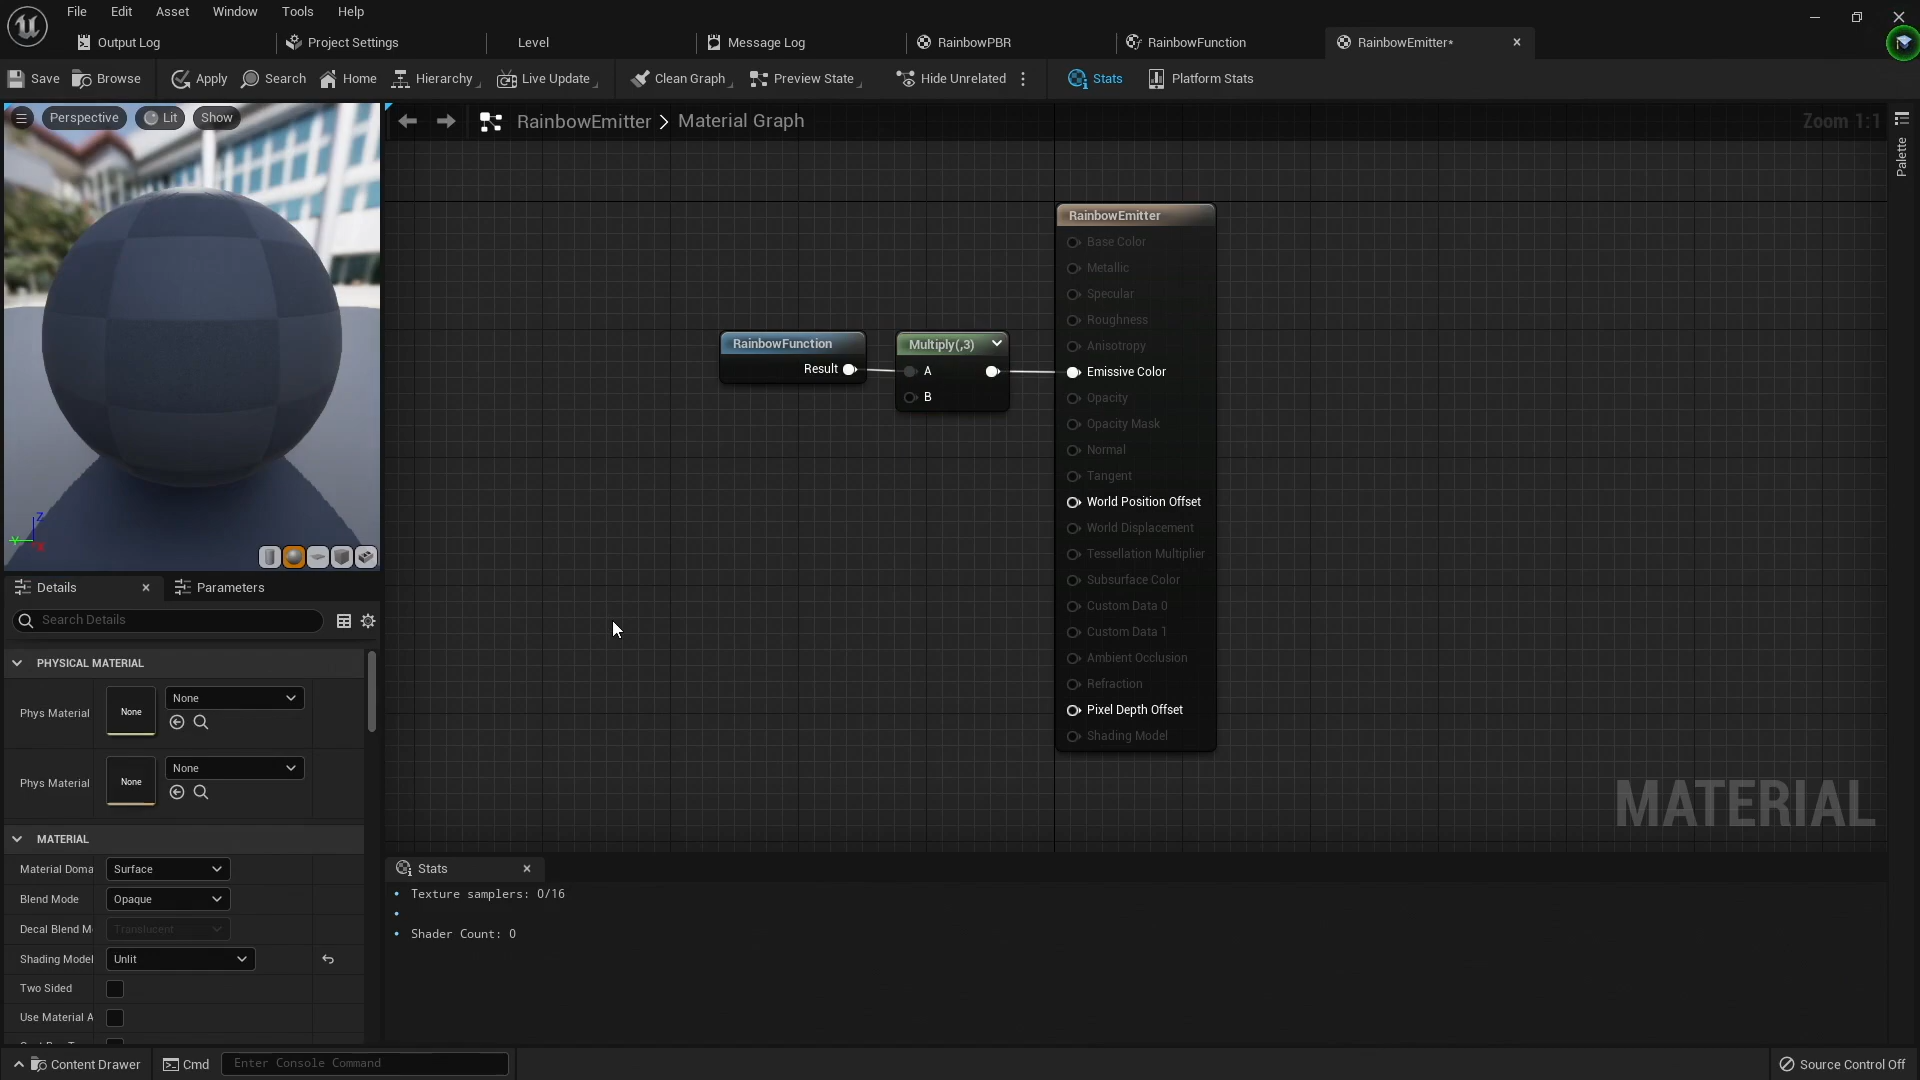 File Edit Asset Window Tools Help
Output Log Project Settings Level Message Log RainbowPBR RainbowFunction RainbowEmitter*
Save Browse Apply Search Home Hierarchy Live Update Clean Graph Preview State Hide Unrelated Stats Platform Stats
Perspective Lit Show
RainbowEmitter > Material Graph
Zoom 1:1
Palette
RainbowEmitter
Base Color
Metallic
Specular
Roughness
Anisotropy
Emissive Color
Opacity
Opacity Mask
Normal
Tangent
World Position Offset
World Displacement
Tessellation Multiplier
Subsurface Color
Custom Data 0
Custom Data 1
Ambient Occlusion
Refraction
Pixel Depth Offset
Shading Model
RainbowFunction
Result
Multiply(,3)
A
B
MATERIAL
Z
Y
Details Parameters
Search Details
PHYSICAL MATERIAL
Phys Material None None
Phys Material None None
MATERIAL
Material Doma Surface
Blend Mode Opaque
Decal Blend M Translucent
Shading Model Unlit
Two Sided
Use Material A
Stats
Texture samplers: 0/16
Shader Count: 0
Content Drawer Cmd Enter Console Command Source Control Off